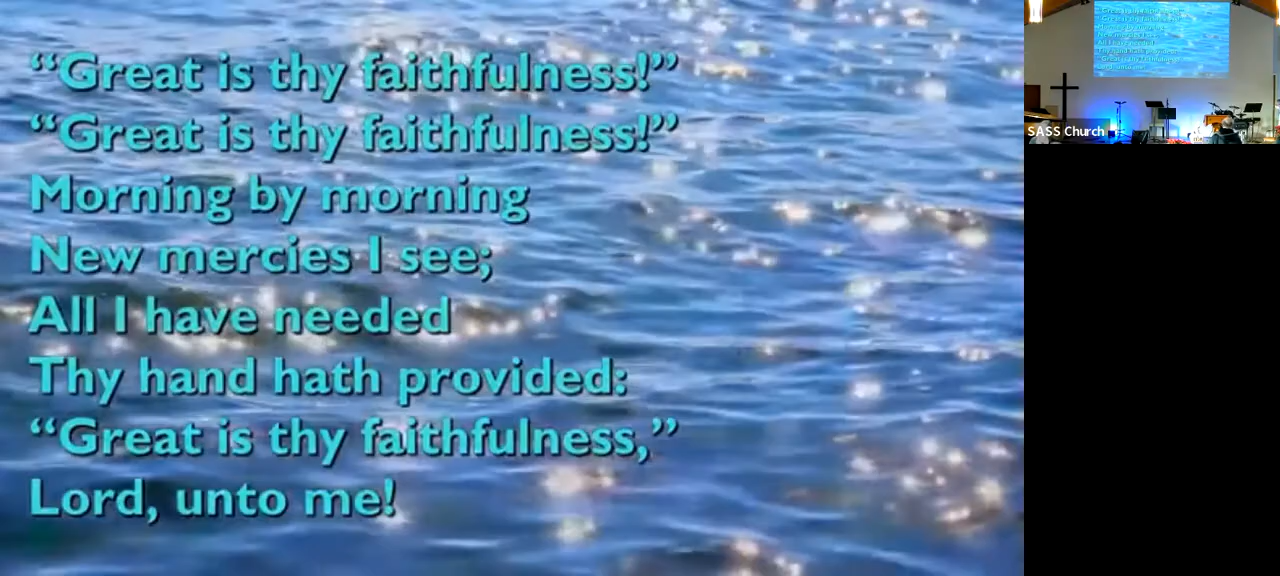 “Great is thy faithfulness!”
“Great is thy faithfulness!”
Morning by morning
New mercies I see;
All I have needed
Thy hand hath provided:
“Great is thy faithfulness,”
Lord, unto me!
SASS Church